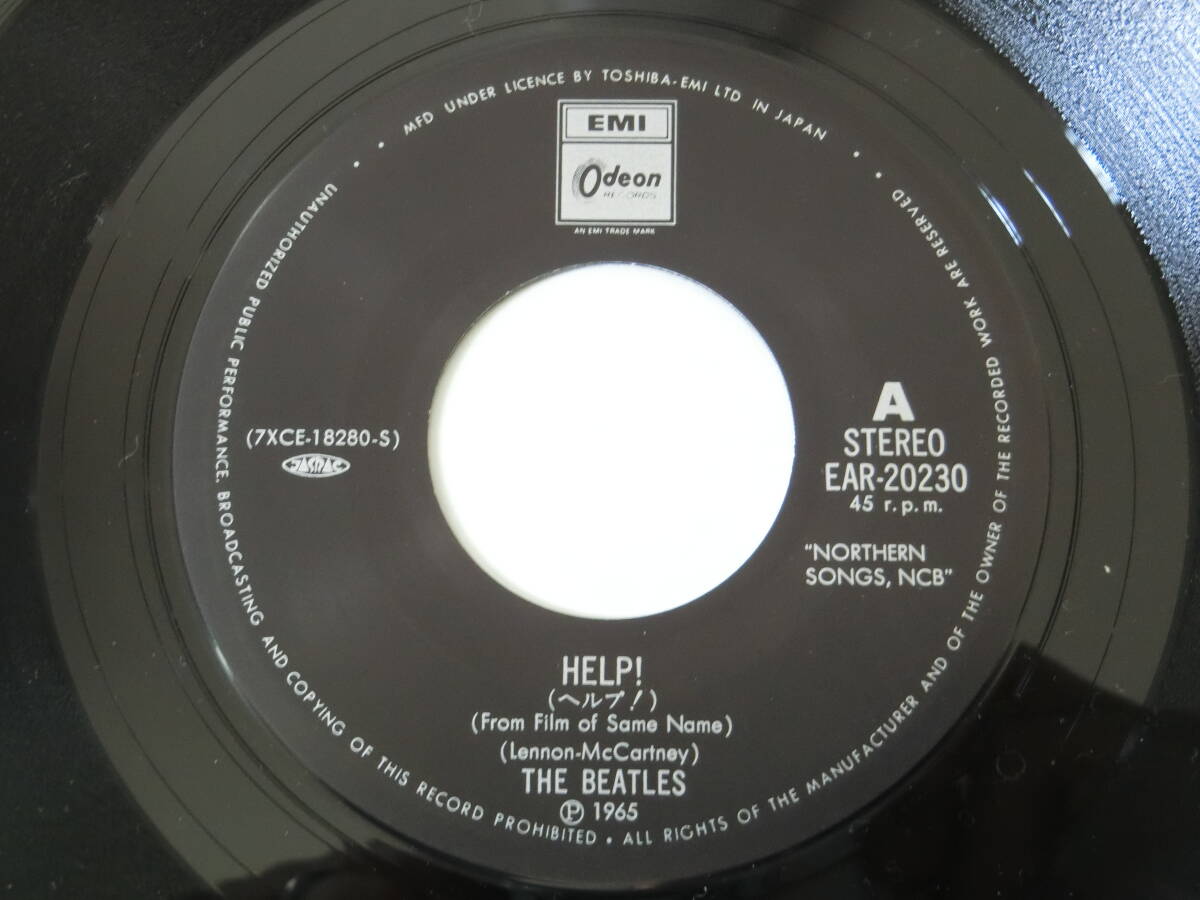 MFD UNDER LICENCE BY TOSHIBA-EMI LTD IN JAPAN
EMI
Odeon
RECORDS
AN EMI TRADE MARK
(7XCE-18280-S)
JASRAC
A
STEREO
EAR-20230
45 r.p.m.
"NORTHERN
SONGS, NCB"
HELP!
(ヘルプ!)
(From Film of Same Name)
(Lennon-McCartney)
THE BEATLES
Ⓟ 1965
UNAUTHORIZED PUBLIC PERFORMANCE, BROADCASTING AND COPYING OF THIS RECORD PROHIBITED • ALL RIGHTS OF THE MANUFACTURER AND OF THE OWNER OF THE RECORDED WORK ARE RESERVED